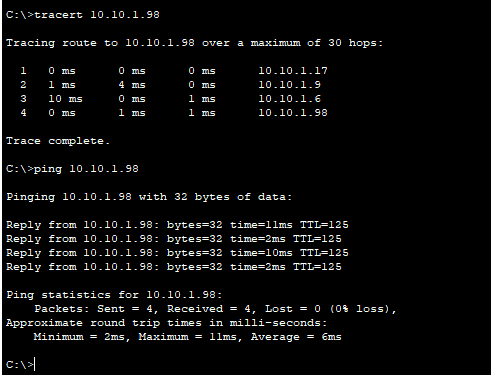 C:\>tracert 10.10.1.98
Tracing route to 10.10.1.98 over a maximum of 30 hops:
1 0 ms 0 ms 0 ms 10.10.1.17
2 1 ms 4 ms 0 ms 10.10.1.9
3 10 ms 0 ms 1 ms 10.10.1.6
4 0 ms 1 ms 1 ms 10.10.1.98
Trace complete.
C:\>ping 10.10.1.98
Pinging 10.10.1.98 with 32 bytes of data:
Reply from 10.10.1.98: bytes=32 time=11ms TTL=125
Reply from 10.10.1.98: bytes=32 time=2ms TTL=125
Reply from 10.10.1.98: bytes=32 time=10ms TTL=125
Reply from 10.10.1.98: bytes=32 time=2ms TTL=125
Ping statistics for 10.10.1.98:
Packets: Sent = 4, Received = 4, Lost = 0 (0% loss),
Approximate round trip times in milli-seconds:
Minimum = 2ms, Maximum = 11ms, Average = 6ms
C:\>